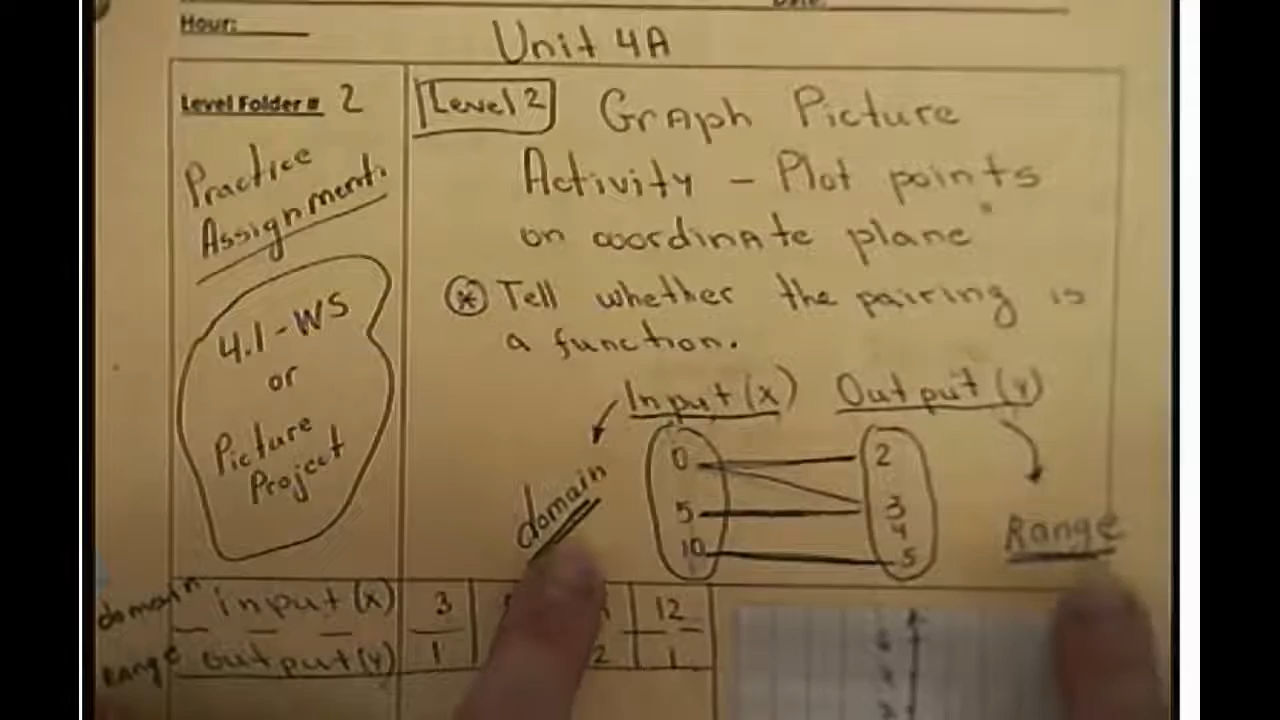 Hour:
Unit 4A
Level Folder # 2
Practice
Assignment:
4.1-WS
or
Picture
Project
Level 2 Graph Picture
Activity - Plot points
on coordinate plane"
* Tell whether the pairing is
a function.
Input (x) Output (y)
domain
0 2
5 3
4
10 5
Range
domain input (x) 3 12
range output (y) 1 2 1